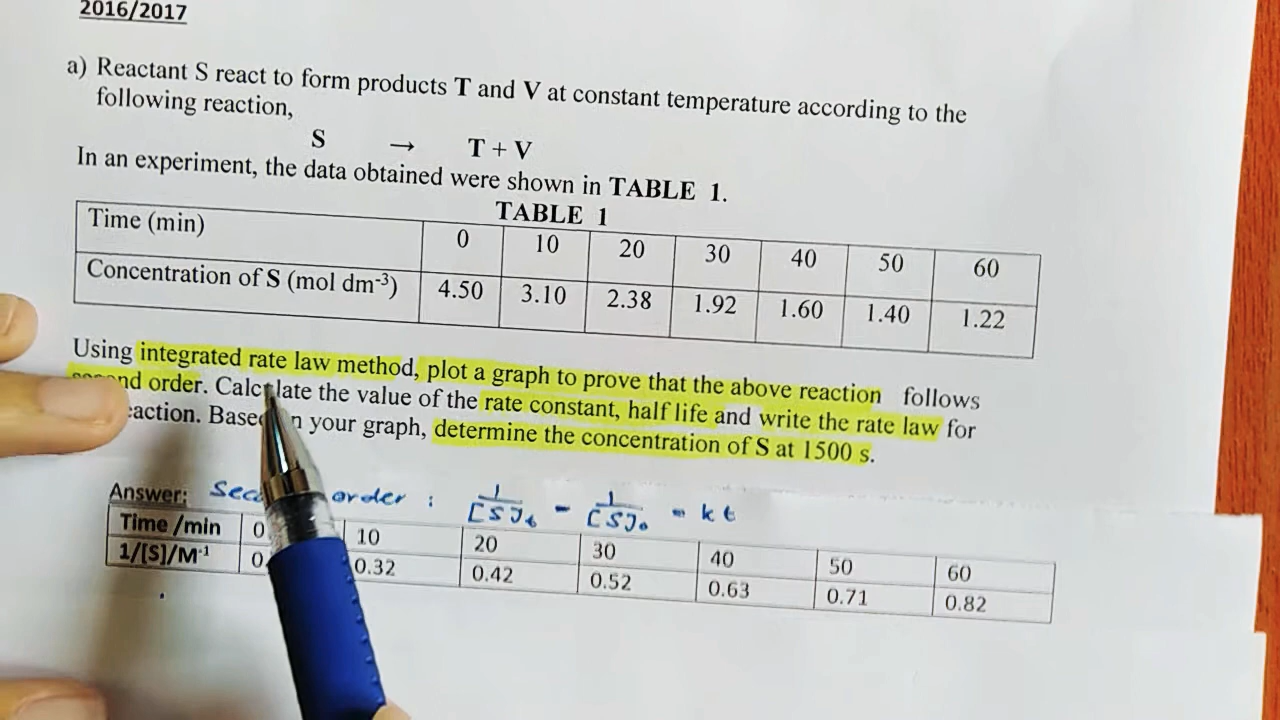 2016/2017
a) Reactant S react to form products T and V at constant temperature according to the
following reaction,
S → T + V
In an experiment, the data obtained were shown in TABLE 1.
TABLE 1
Time (min) 0 10 20 30 40 50 60
Concentration of S (mol dm-3) 4.50 3.10 2.38 1.92 1.60 1.40 1.22
Using integrated rate law method, plot a graph to prove that the above reaction follows
order. Calculate the value of the rate constant, half life and write the rate law for
your graph, determine the concentration of S at 1500 s.
Answer: order : 1/[S]t - 1/[S]0 = kt
Time /min 0 10 20 30 40 50 60
1/[S]/M-1 0. 0.32 0.42 0.52 0.63 0.71 0.82